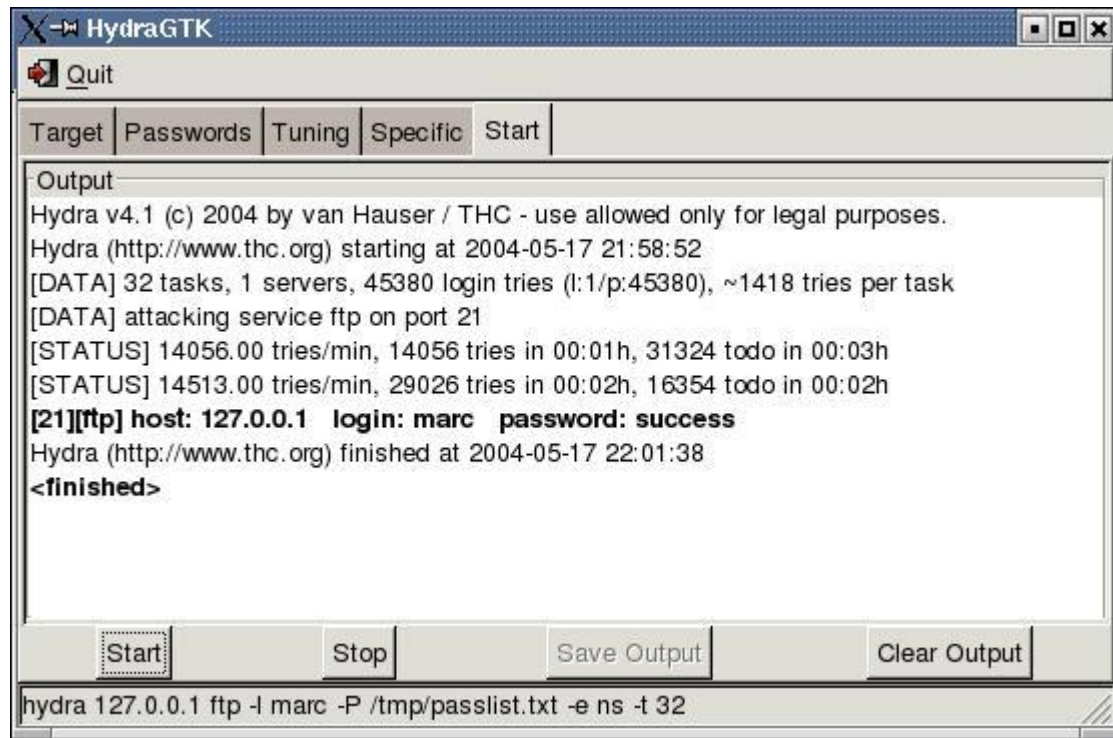 HydraGTK
Quit
Target Passwords Tuning Specific Start
Output
Hydra v4.1 (c) 2004 by van Hauser / THC - use allowed only for legal purposes.
Hydra (http://www.thc.org) starting at 2004-05-17 21:58:52
[DATA] 32 tasks, 1 servers, 45380 login tries (l:1/p:45380), ~1418 tries per task
[DATA] attacking service ftp on port 21
[STATUS] 14056.00 tries/min, 14056 tries in 00:01h, 31324 todo in 00:03h
[STATUS] 14513.00 tries/min, 29026 tries in 00:02h, 16354 todo in 00:02h
[21][ftp] host: 127.0.0.1   login: marc   password: success
Hydra (http://www.thc.org) finished at 2004-05-17 22:01:38
<finished>
Start Stop Save Output Clear Output
hydra 127.0.0.1 ftp -l marc -P /tmp/passlist.txt -e ns -t 32